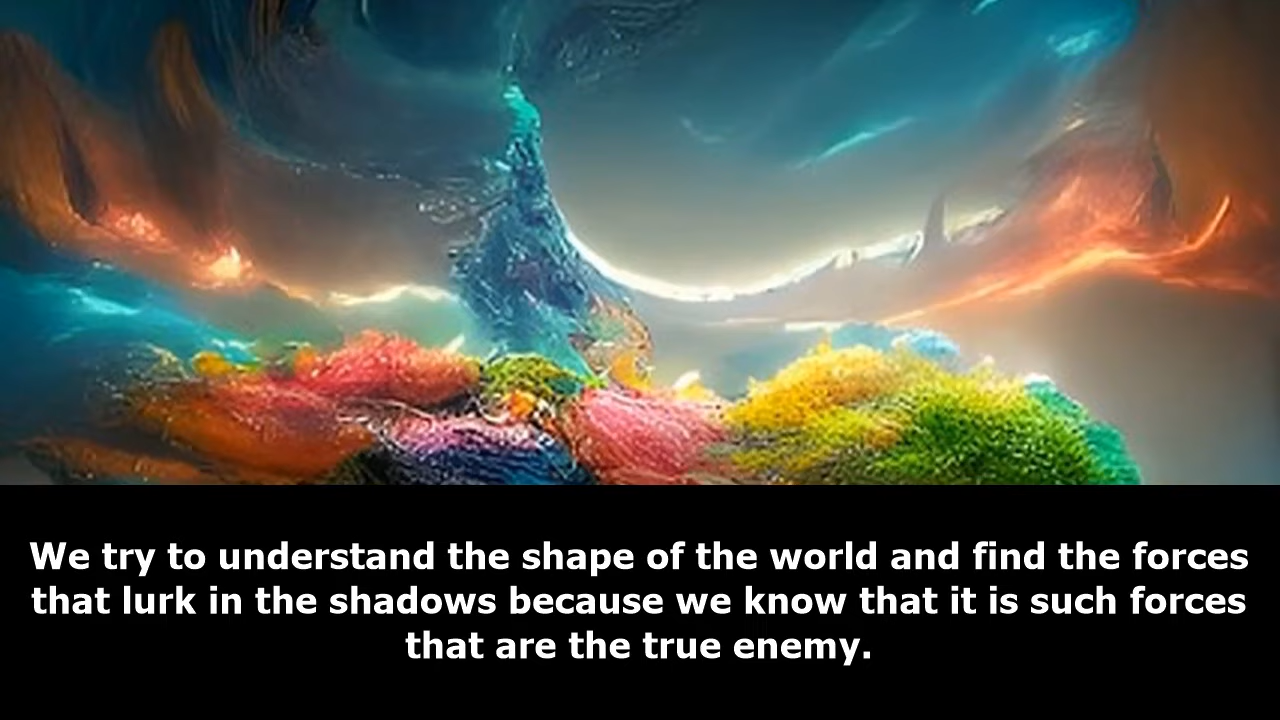 We try to understand the shape of the world and find the forces
that lurk in the shadows because we know that it is such forces
that are the true enemy.